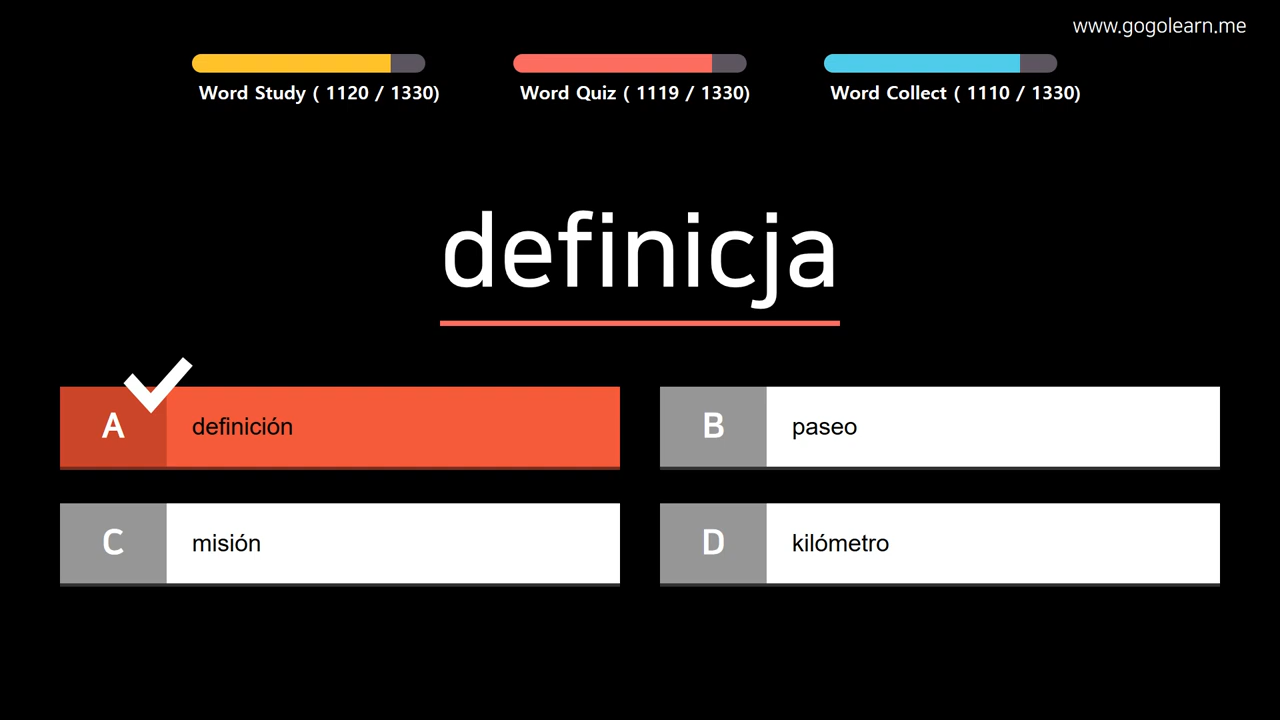 www.gogolearn.me
Word Study ( 1120 / 1330)
Word Quiz ( 1119 / 1330)
Word Collect ( 1110 / 1330)
definicja
A definición
B paseo
C misión
D kilómetro